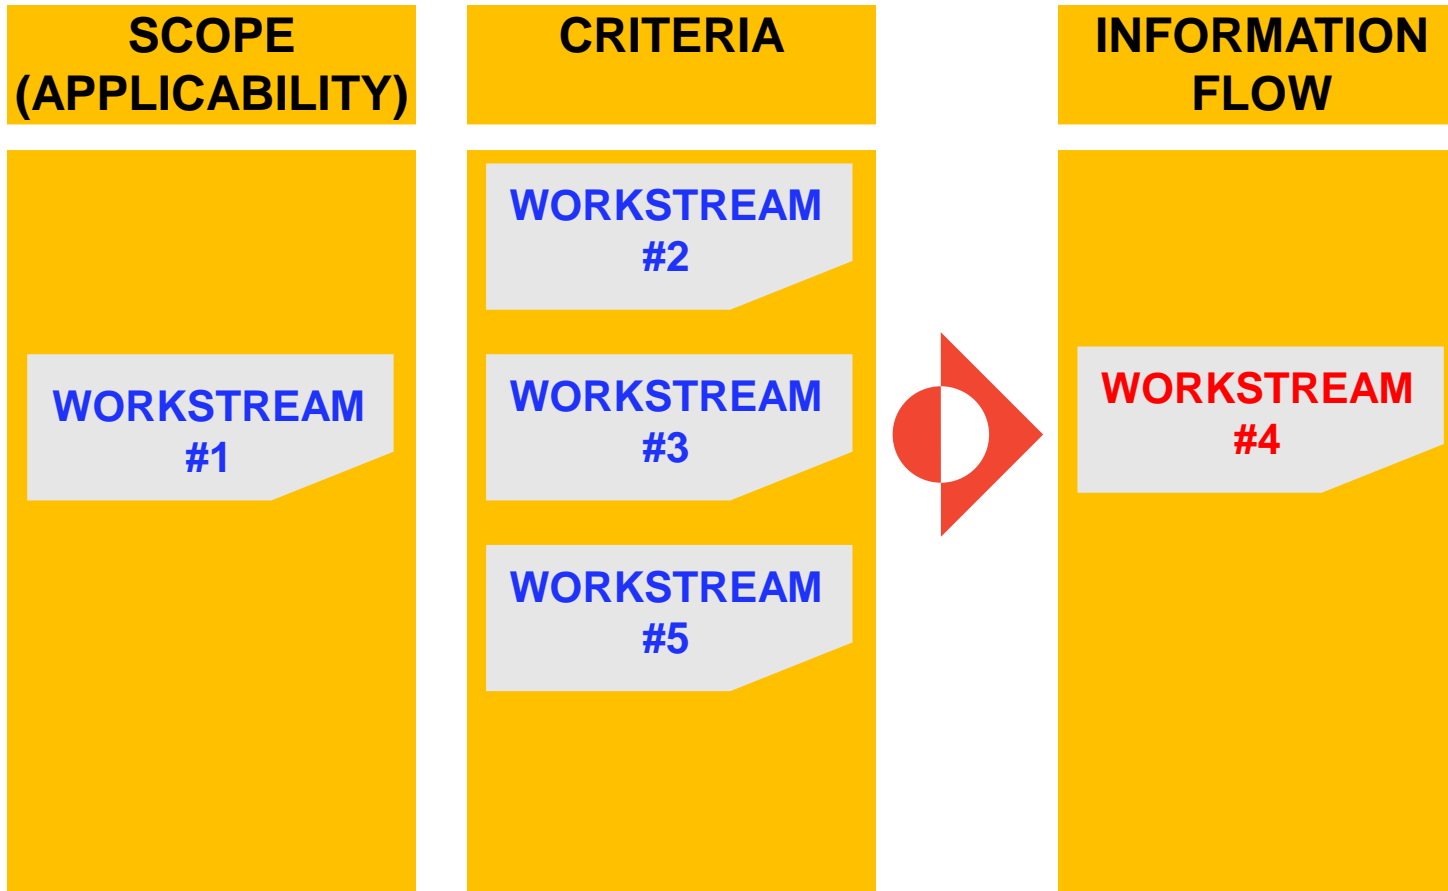 SCOPE
(APPLICABILITY)
CRITERIA
INFORMATION
FLOW
WORKSTREAM
#1
WORKSTREAM
#2
WORKSTREAM
#3
WORKSTREAM
#5
WORKSTREAM
#4